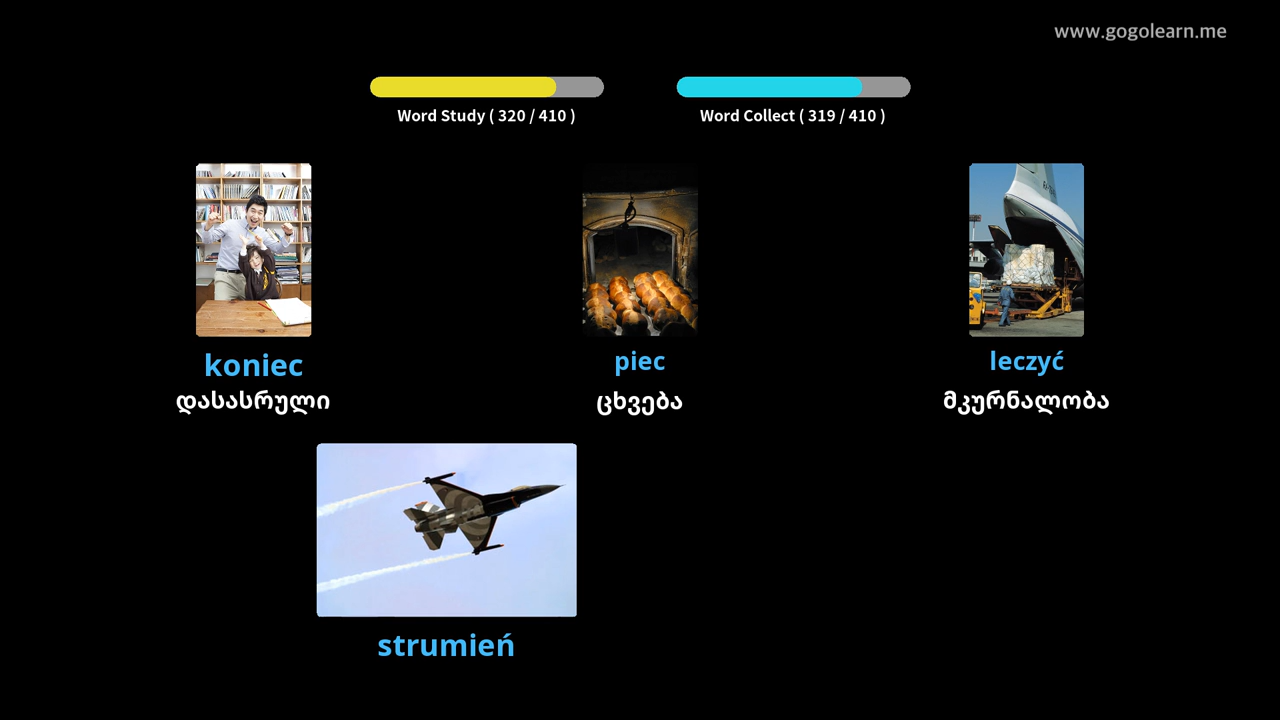 www.gogolearn.me
Word Study ( 320 / 410 )
Word Collect ( 319 / 410 )
koniec
piec
leczyć
დასასრული
ცხვება
მკურნალობა
strumień